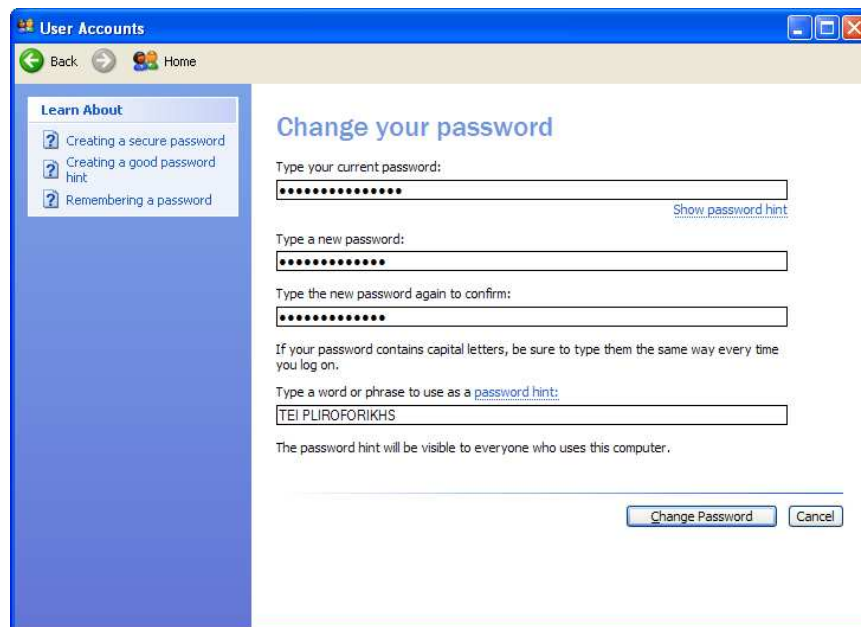 User Accounts
Back
Home
Learn About
Creating a secure password
Creating a good password
hint
Remembering a password
Change your password
Type your current password:
●●●●●●●●●●●●●●●
Show password hint
Type a new password:
●●●●●●●●●●●●●
Type the new password again to confirm:
●●●●●●●●●●●●●
If your password contains capital letters, be sure to type them the same way every time
you log on.
Type a word or phrase to use as a password hint:
TEI PLIROFORIKHS
The password hint will be visible to everyone who uses this computer.
Change Password
Cancel